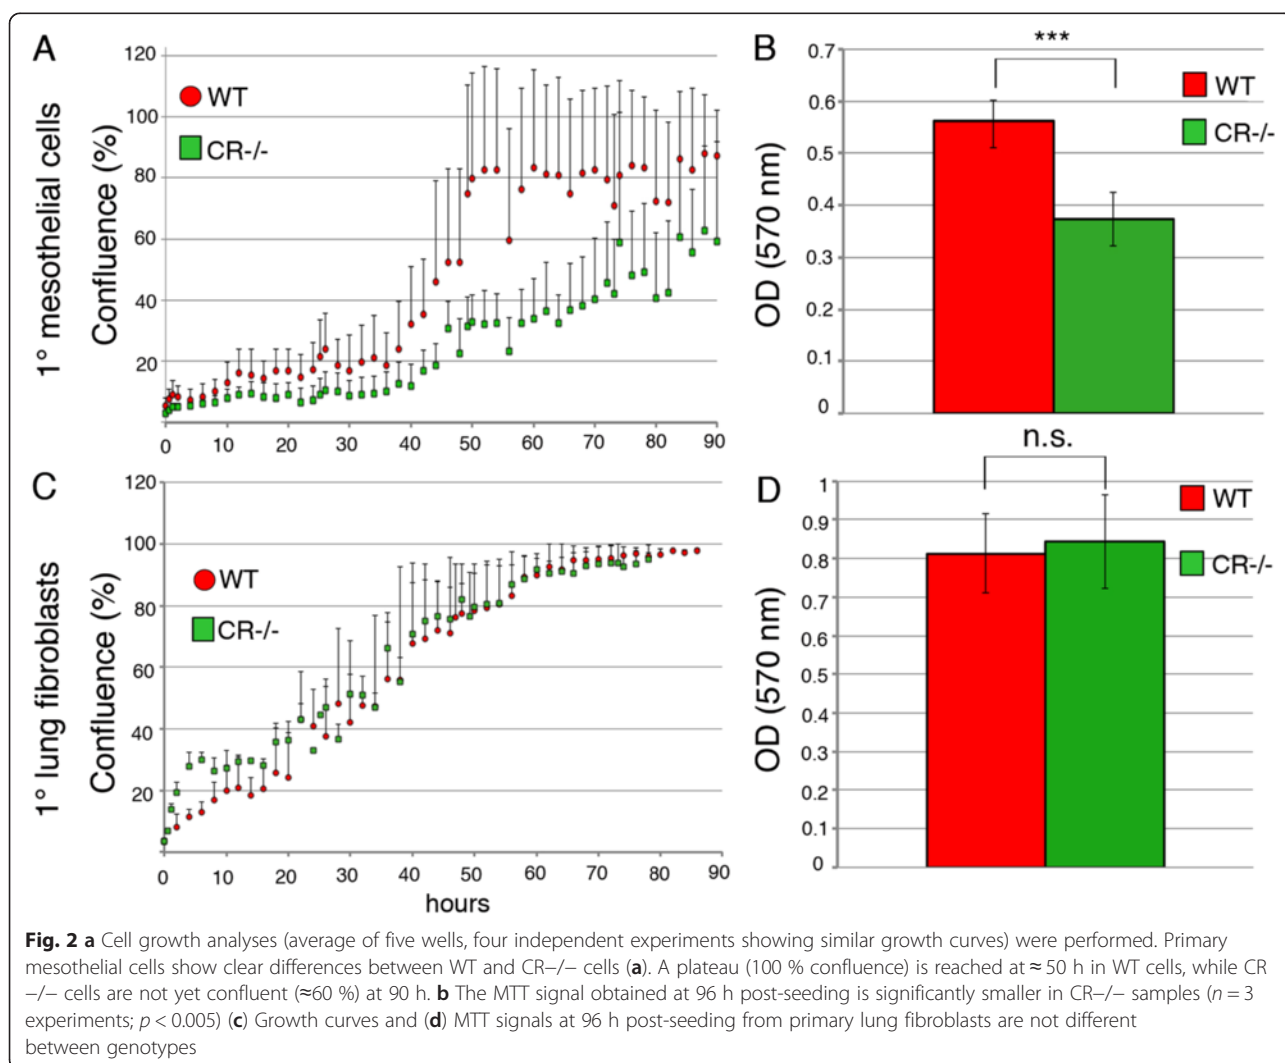 A
1° mesothelial cells
Confluence (%)
120
100
80
60
40
20
WT
CR-/-
0 10 20 30 40 50 60 70 80 90
B
***
OD (570 nm)
0.7
0.6
0.5
0.4
0.3
0.2
0.1
0
WT
CR-/-
C
1° lung fibroblasts
Confluence (%)
120
100
80
60
40
20
WT
CR-/-
0 10 20 30 40 50 60 70 80 90
hours
D
n.s.
OD (570 nm)
1
0.9
0.8
0.7
0.6
0.5
0.4
0.3
0.2
0.1
0
WT
CR-/-
Fig. 2 a Cell growth analyses (average of five wells, four independent experiments showing similar growth curves) were performed. Primary
mesothelial cells show clear differences between WT and CR−/− cells (a). A plateau (100 % confluence) is reached at ≈ 50 h in WT cells, while CR
−/− cells are not yet confluent (≈60 %) at 90 h. b The MTT signal obtained at 96 h post-seeding is significantly smaller in CR−/− samples (n = 3
experiments; p < 0.005) (c) Growth curves and (d) MTT signals at 96 h post-seeding from primary lung fibroblasts are not different
between genotypes